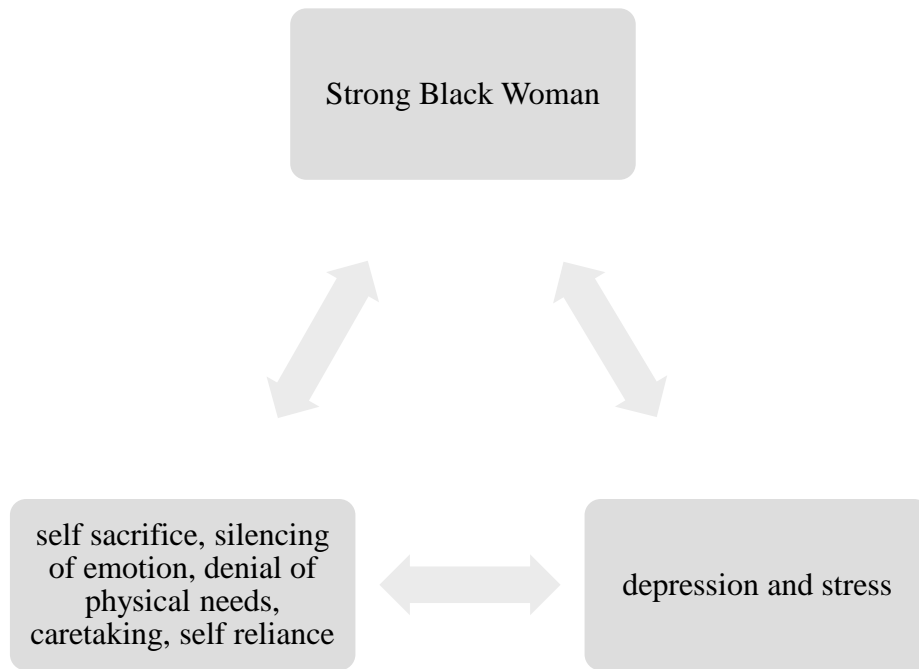 Strong Black Woman
self sacrifice, silencing
of emotion, denial of
physical needs,
caretaking, self reliance
depression and stress